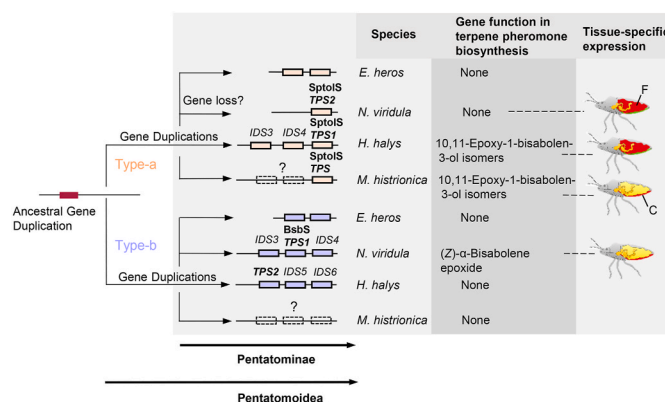 Species
Gene function in
terpene pheromone
biosynthesis
Tissue-specific
expression
E. heros
None
F
SptoIS
TPS2
Gene loss?
N. viridula
None
SptoIS
TPS1
Gene Duplications
IDS3 IDS4
H. halys
10,11-Epoxy-1-bisabolen-
3-ol isomers
Type-a
SptoIS
TPS
?
M. histrionica
10,11-Epoxy-1-bisabolen-
3-ol isomers
C
Ancestral Gene
Duplication
E. heros
None
Type-b
BsbS
IDS3 TPS1 IDS4
N. viridula
(Z)-α-Bisabolene
epoxide
Gene Duplications
TPS2 IDS5 IDS6
H. halys
None
?
M. histrionica
None
Pentatominae
Pentatomoidea